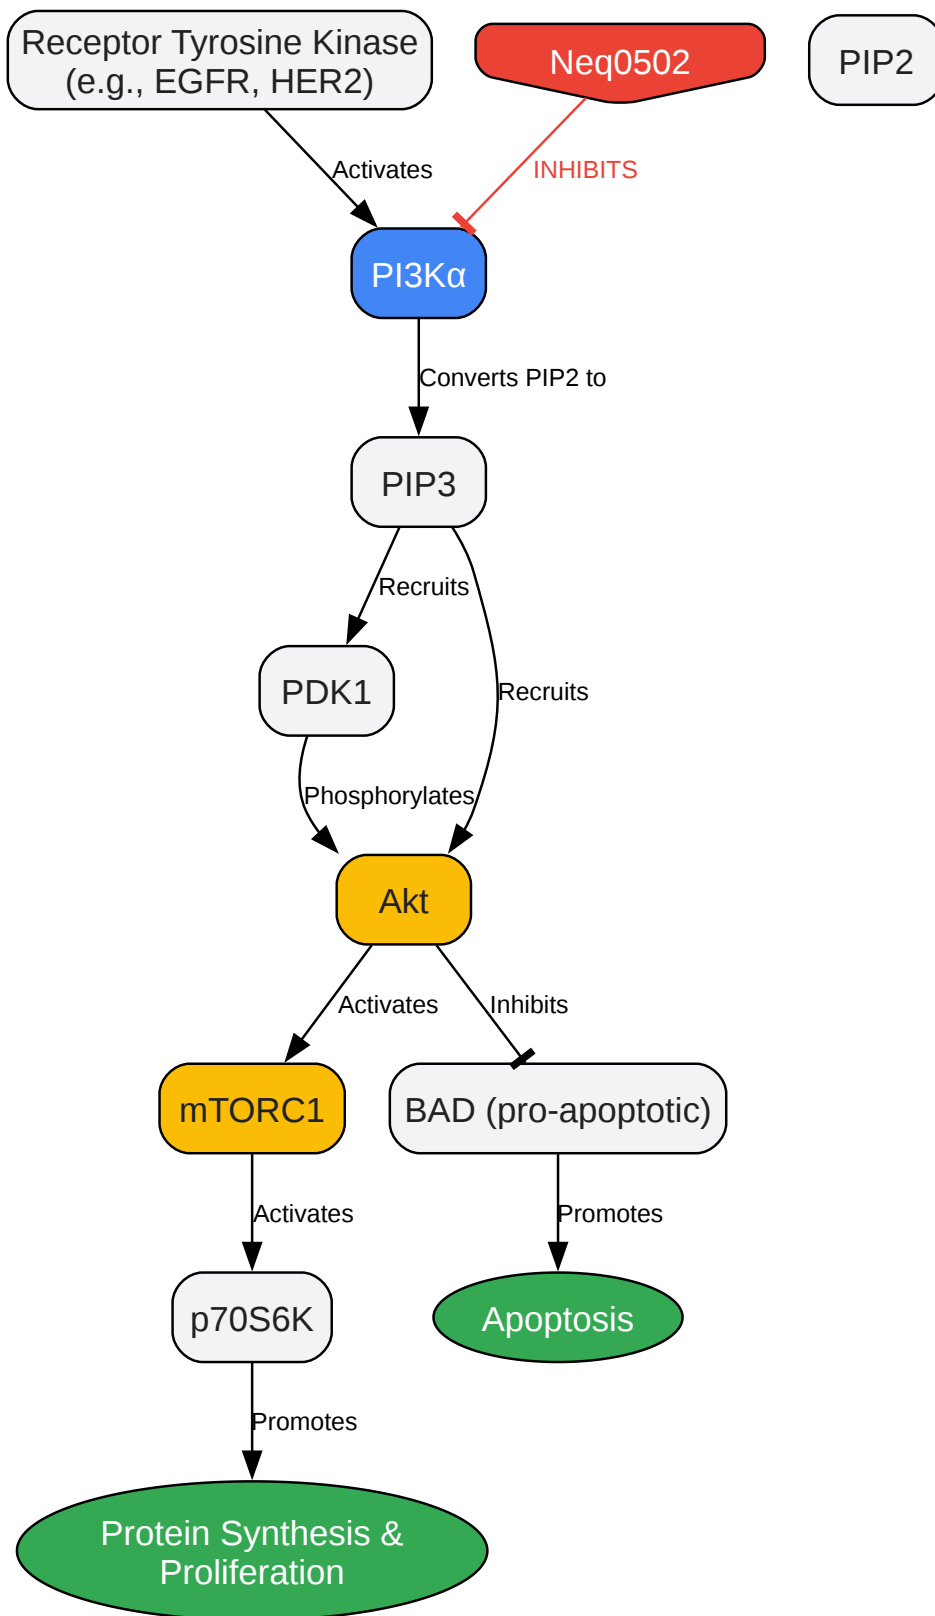 Receptor Tyrosine Kinase
(e.g., EGFR, HER2)
Neq0502
PIP2
Activates
INHIBITS
PI3Kα
Converts PIP2 to
PIP3
Recruits
PDK1
Recruits
Phosphorylates
Akt
Activates
Inhibits
mTORC1
BAD (pro-apoptotic)
Activates
Promotes
p70S6K
Apoptosis
Promotes
Protein Synthesis &
Proliferation